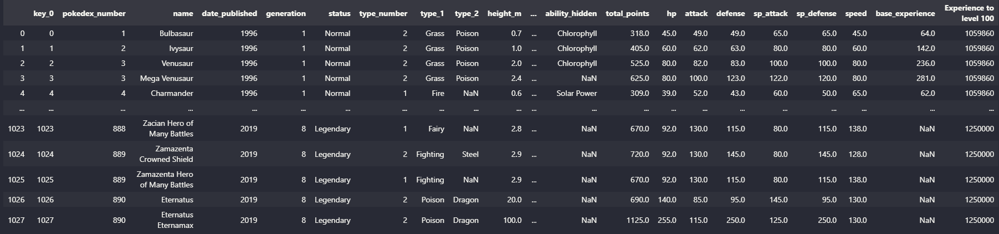 key_0 pokedex_number name date_published generation status type_number type_1 type_2 height_m ... ability_hidden total_points hp attack defense sp_attack sp_defense speed base_experience Experience to level 100
0 0 1 Bulbasaur 1996 1 Normal 2 Grass Poison 0.7 ... Chlorophyll 318.0 45.0 49.0 49.0 65.0 65.0 45.0 64.0 1059860
1 1 2 Ivysaur 1996 1 Normal 2 Grass Poison 1.0 ... Chlorophyll 405.0 60.0 62.0 63.0 80.0 80.0 60.0 142.0 1059860
2 2 3 Venusaur 1996 1 Normal 2 Grass Poison 2.0 ... Chlorophyll 525.0 80.0 82.0 83.0 100.0 100.0 80.0 236.0 1059860
3 3 3 Mega Venusaur 1996 1 Normal 2 Grass Poison 2.4 ... NaN 625.0 80.0 100.0 123.0 122.0 120.0 80.0 281.0 1059860
4 4 4 Charmander 1996 1 Normal 1 Fire NaN 0.6 ... Solar Power 309.0 39.0 52.0 43.0 60.0 50.0 65.0 62.0 1059860
... ... ... ... ... ... ... ... ... ... ... ... ... ... ... ... ... ... ... ... ... ...
1023 1023 888 Zacian Hero of Many Battles 2019 8 Legendary 1 Fairy NaN 2.8 ... NaN 670.0 92.0 130.0 115.0 80.0 115.0 138.0 NaN 1250000
1024 1024 889 Zamazenta Crowned Shield 2019 8 Legendary 2 Fighting Steel 2.9 ... NaN 720.0 92.0 130.0 145.0 80.0 145.0 128.0 NaN 1250000
1025 1025 889 Zamazenta Hero of Many Battles 2019 8 Legendary 1 Fighting NaN 2.9 ... NaN 670.0 92.0 130.0 115.0 80.0 115.0 138.0 NaN 1250000
1026 1026 890 Eternatus 2019 8 Legendary 2 Poison Dragon 20.0 ... NaN 690.0 140.0 85.0 95.0 145.0 95.0 130.0 NaN 1250000
1027 1027 890 Eternatus Eternamax 2019 8 Legendary 2 Poison Dragon 100.0 ... NaN 1125.0 255.0 115.0 250.0 125.0 250.0 130.0 NaN 1250000